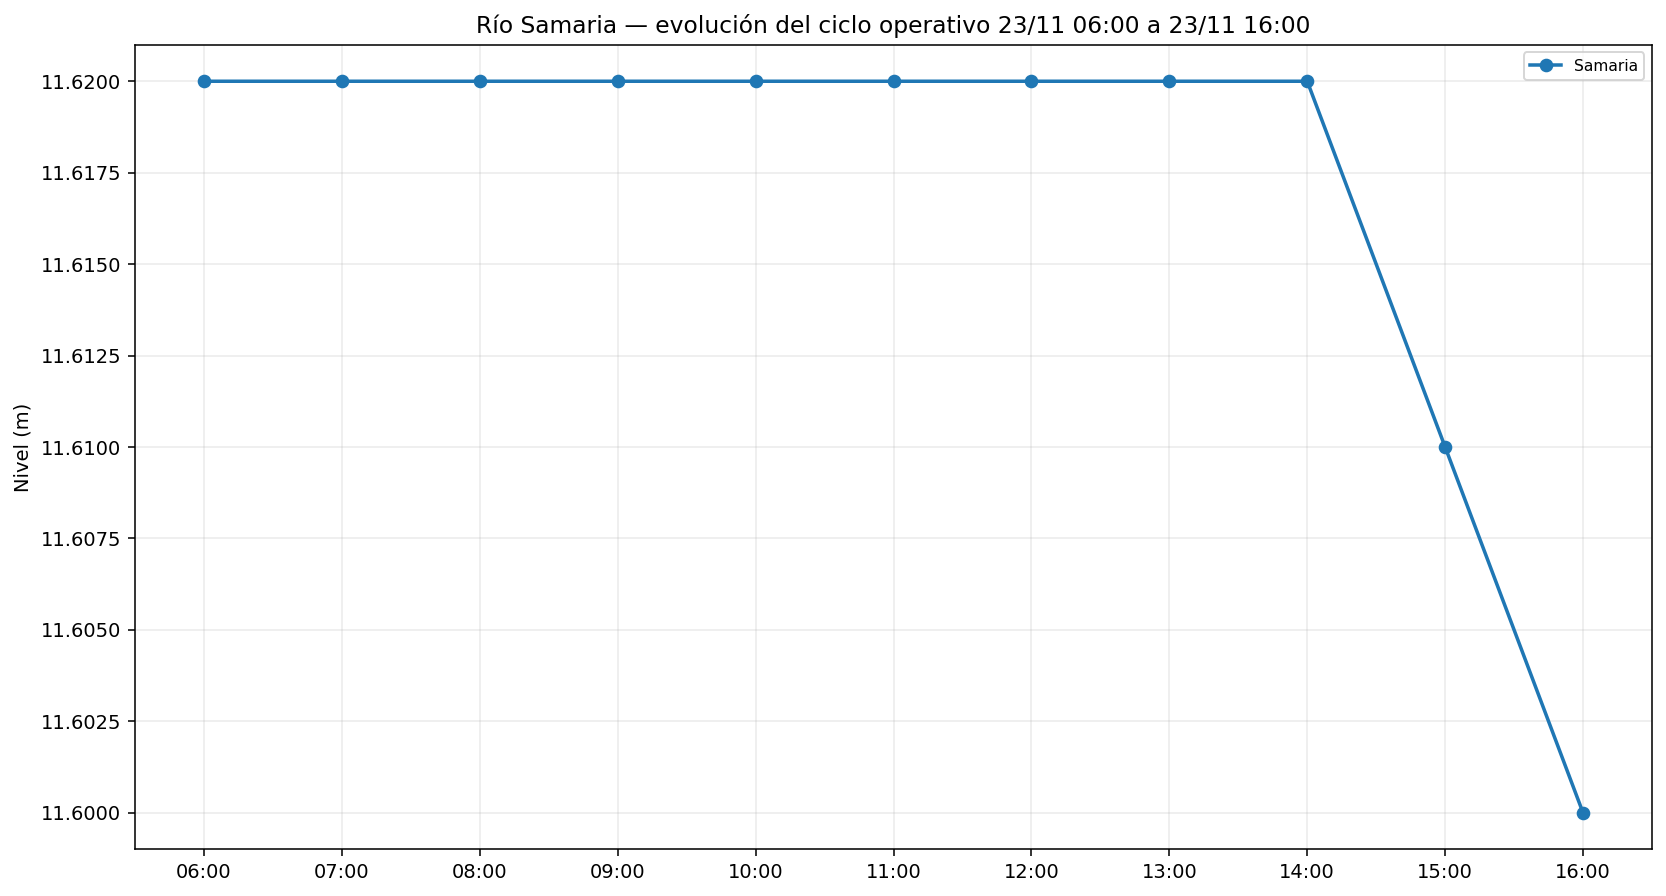 Río Samaria — evolución del ciclo operativo 23/11 06:00 a 23/11 16:00
Samaria
Nivel (m)
11.6200
11.6175
11.6150
11.6125
11.6100
11.6075
11.6050
11.6025
11.6000
06:00 07:00 08:00 09:00 10:00 11:00 12:00 13:00 14:00 15:00 16:00